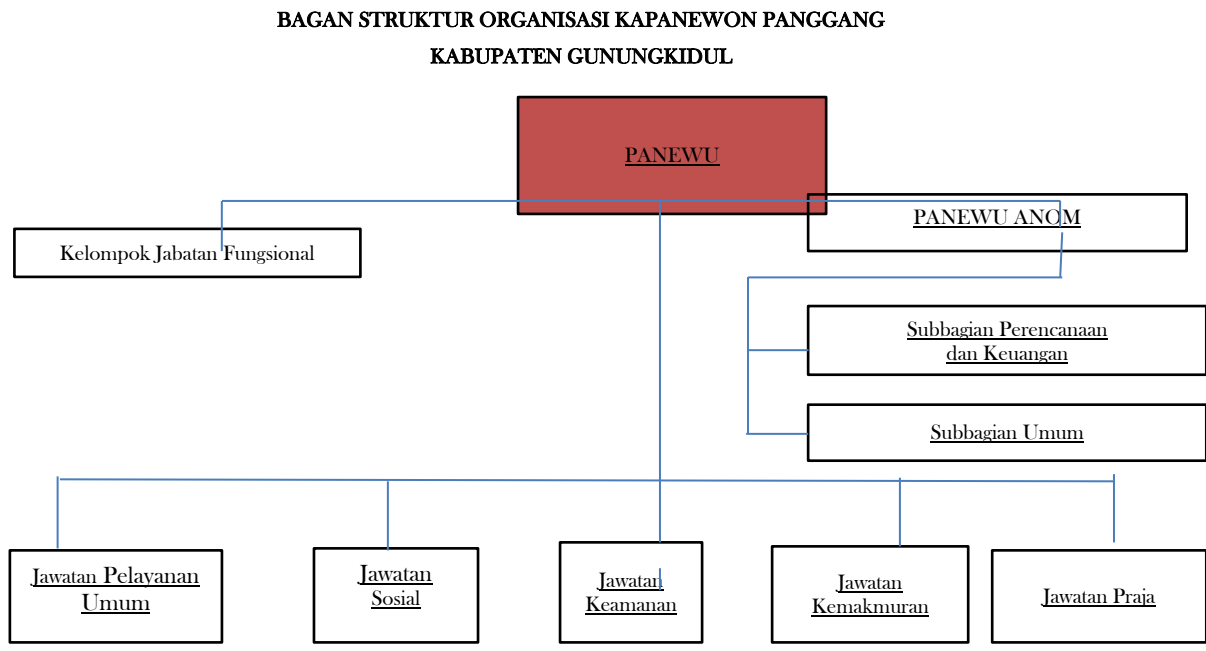 BAGAN STRUKTUR ORGANISASI KAPANEWON PANGGANG
KABUPATEN GUNUNGKIDUL
PANEWU
PANEWU ANOM
Kelompok Jabatan Fungsional
Subbagian Perencanaan
dan Keuangan
Subbagian Umum
Jawatan Pelayanan
Umum
Jawatan
Sosial
Jawatan
Keamanan
Jawatan
Kemakmuran
Jawatan Praja